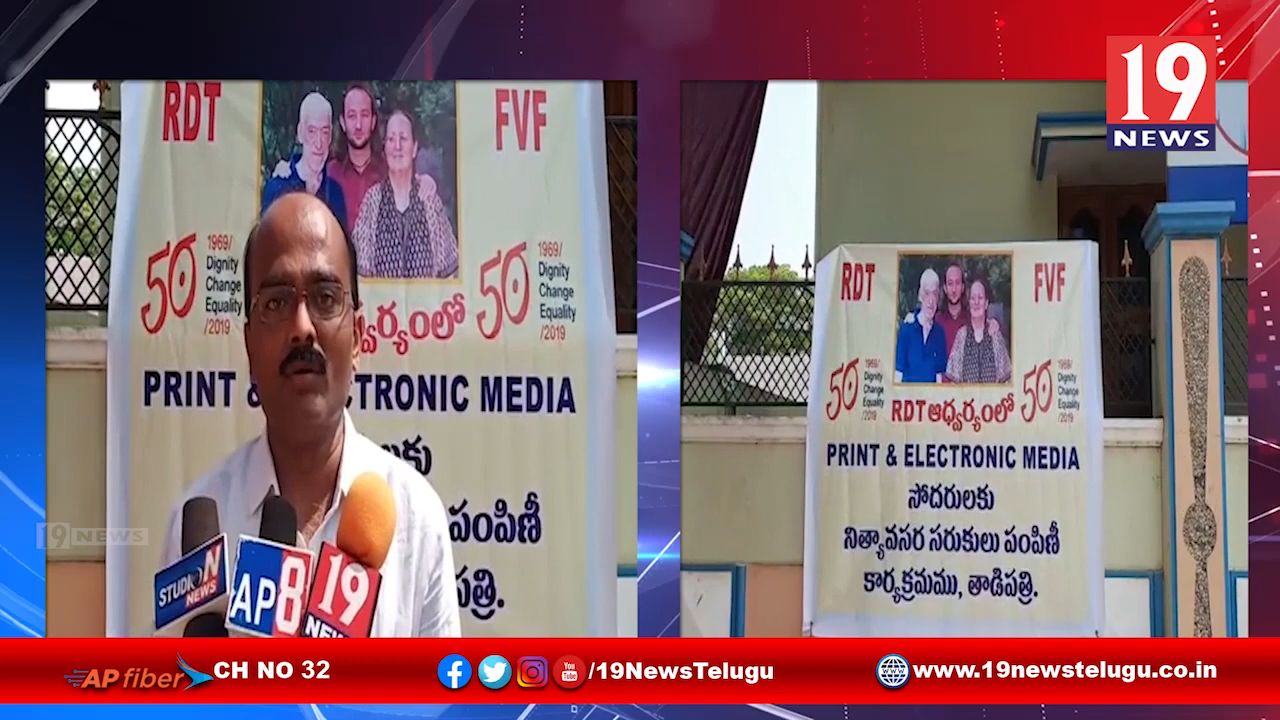 19
NEWS
RDT
FVF
50
1969/
Dignity
Change
Equality
/2019
50
1969/
Dignity
Change
Equality
/2019
PRINT & ELECTRONIC MEDIA
పంపిణీ
STUDIO N
NEWS
AP8
19
NEWS
19 NEWS
RDT
FVF
50
1969/
Dignity
Change
Equality
/2019
50
1969/
Dignity
Change
Equality
/2019
RDT ఆధ్వర్యంలో
PRINT & ELECTRONIC MEDIA
సోదరులకు
నిత్యావసర సరుకులు పంపిణీ
కార్యక్రమము, తాడిపత్రి.
AP fiber
CH NO 32
/19NewsTelugu
www.19newstelugu.co.in